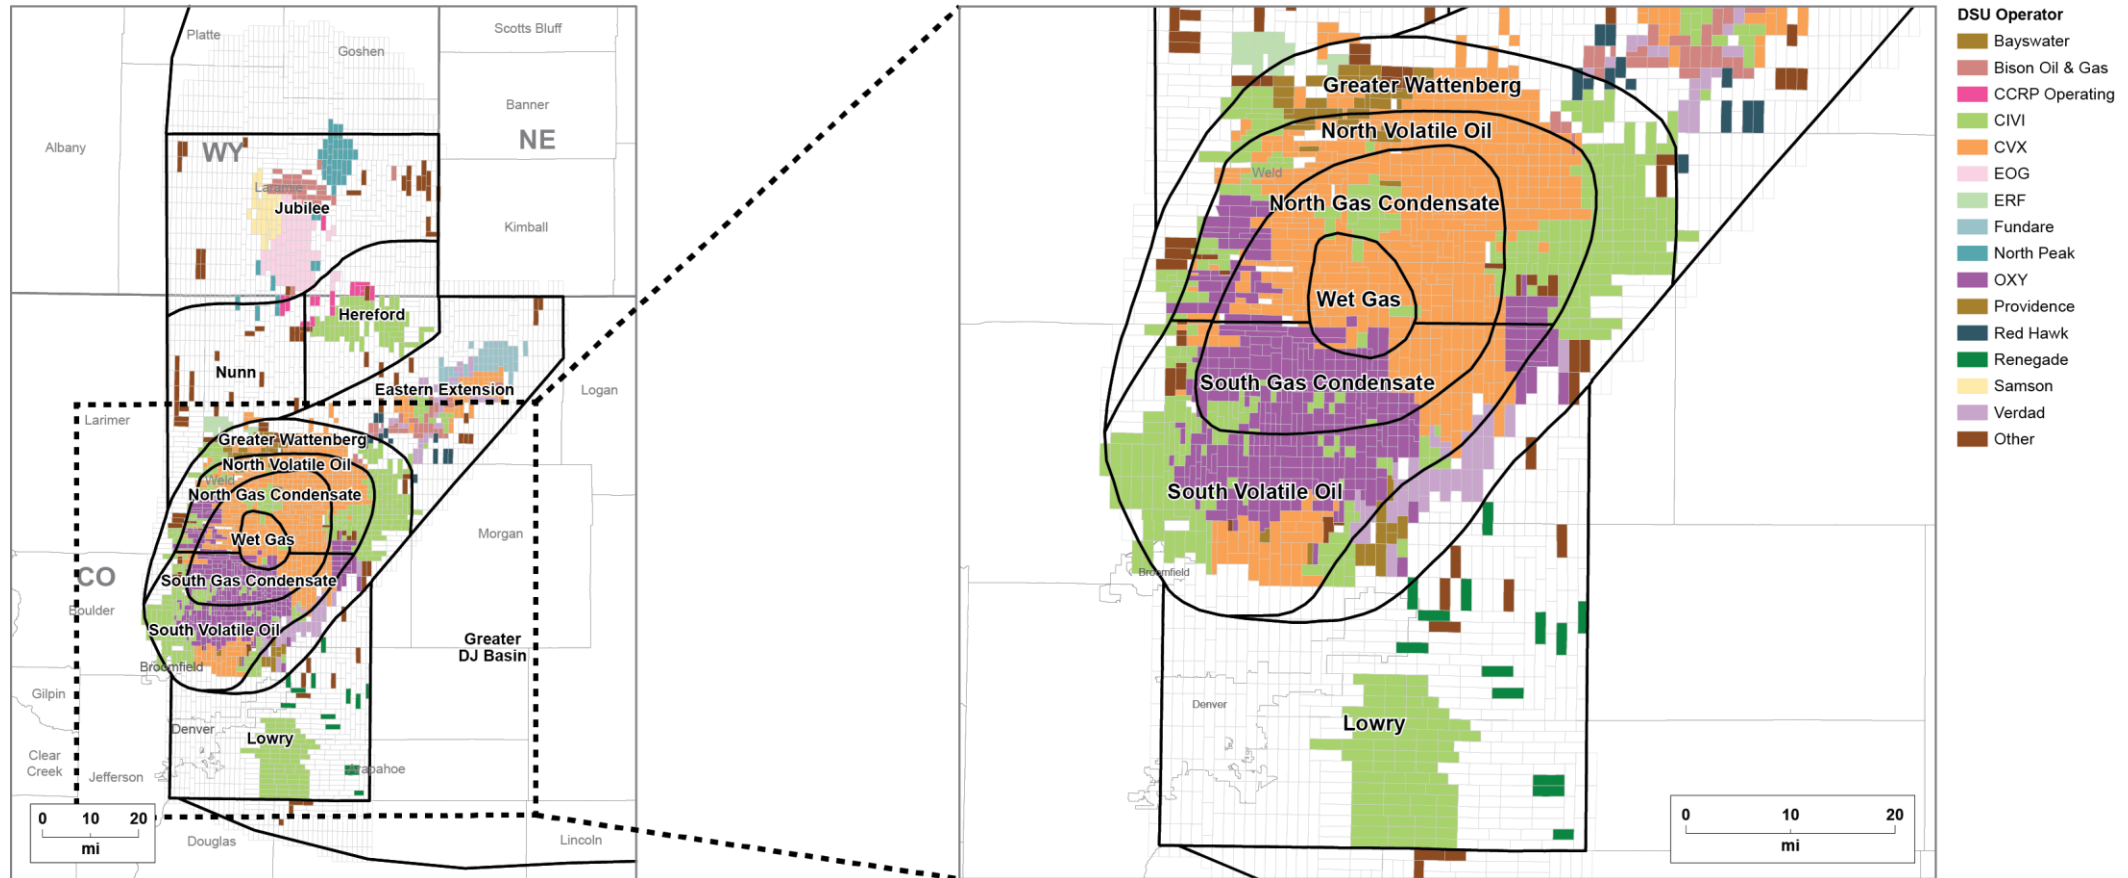 Platte
Goshen
Scotts Bluff
Banner
NE
WY
Albany
Laramie
Jubilee
Kimball
Hereford
Nunn
Eastern Extension
Logan
Larimer
Greater Wattenberg
North Volatile Oil
Weld
North Gas Condensate
Morgan
Wet Gas
CO
South Gas Condensate
Boulder
South Volatile Oil
Greater
DJ Basin
Broomfield
Gilpin
Denver
Lowry
Clear
Creek
Jefferson
Arapahoe
0 10 20
mi
Douglas
Lincoln
Greater Wattenberg
North Volatile Oil
Weld
North Gas Condensate
Wet Gas
South Gas Condensate
South Volatile Oil
Broomfield
Denver
Lowry
0 10 20
mi
DSU Operator
Bayswater
Bison Oil & Gas
CCRP Operating
CIVI
CVX
EOG
ERF
Fundare
North Peak
OXY
Providence
Red Hawk
Renegade
Samson
Verdad
Other